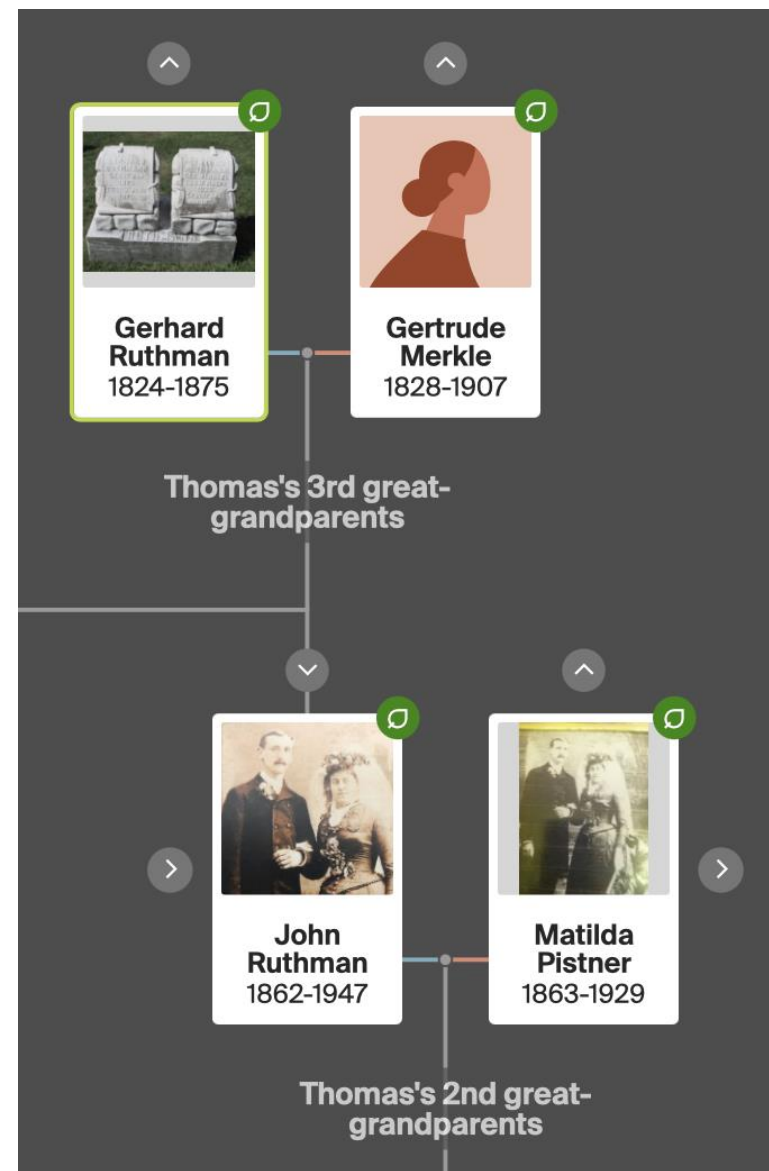 Gerhard
Ruthman
1824-1875
Gertrude
Merkle
1828-1907
Thomas's 3rd great-
grandparents
John
Ruthman
1862-1947
Matilda
Pistner
1863-1929
Thomas's 2nd great-
grandparents